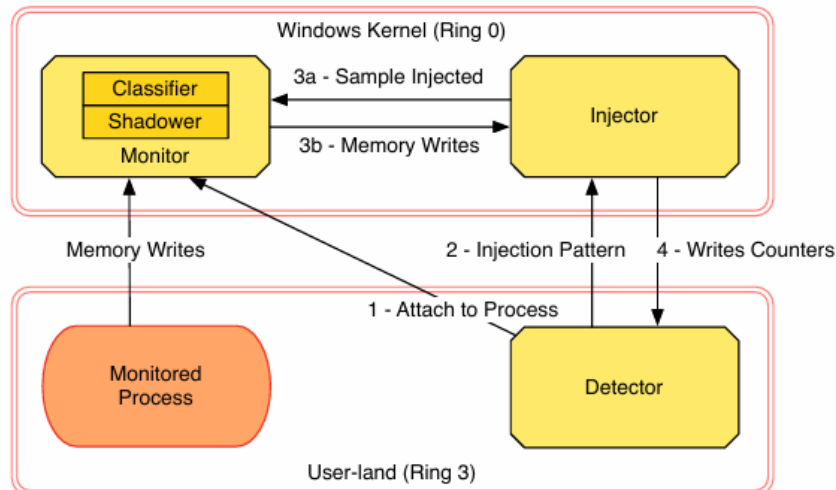 Windows Kernel (Ring 0)
Classifier
Shadower
Monitor
3a - Sample Injected
3b - Memory Writes
Injector
Memory Writes
2 - Injection Pattern
4 - Writes Counters
1 - Attach to Process
Monitored
Process
Detector
User-land (Ring 3)